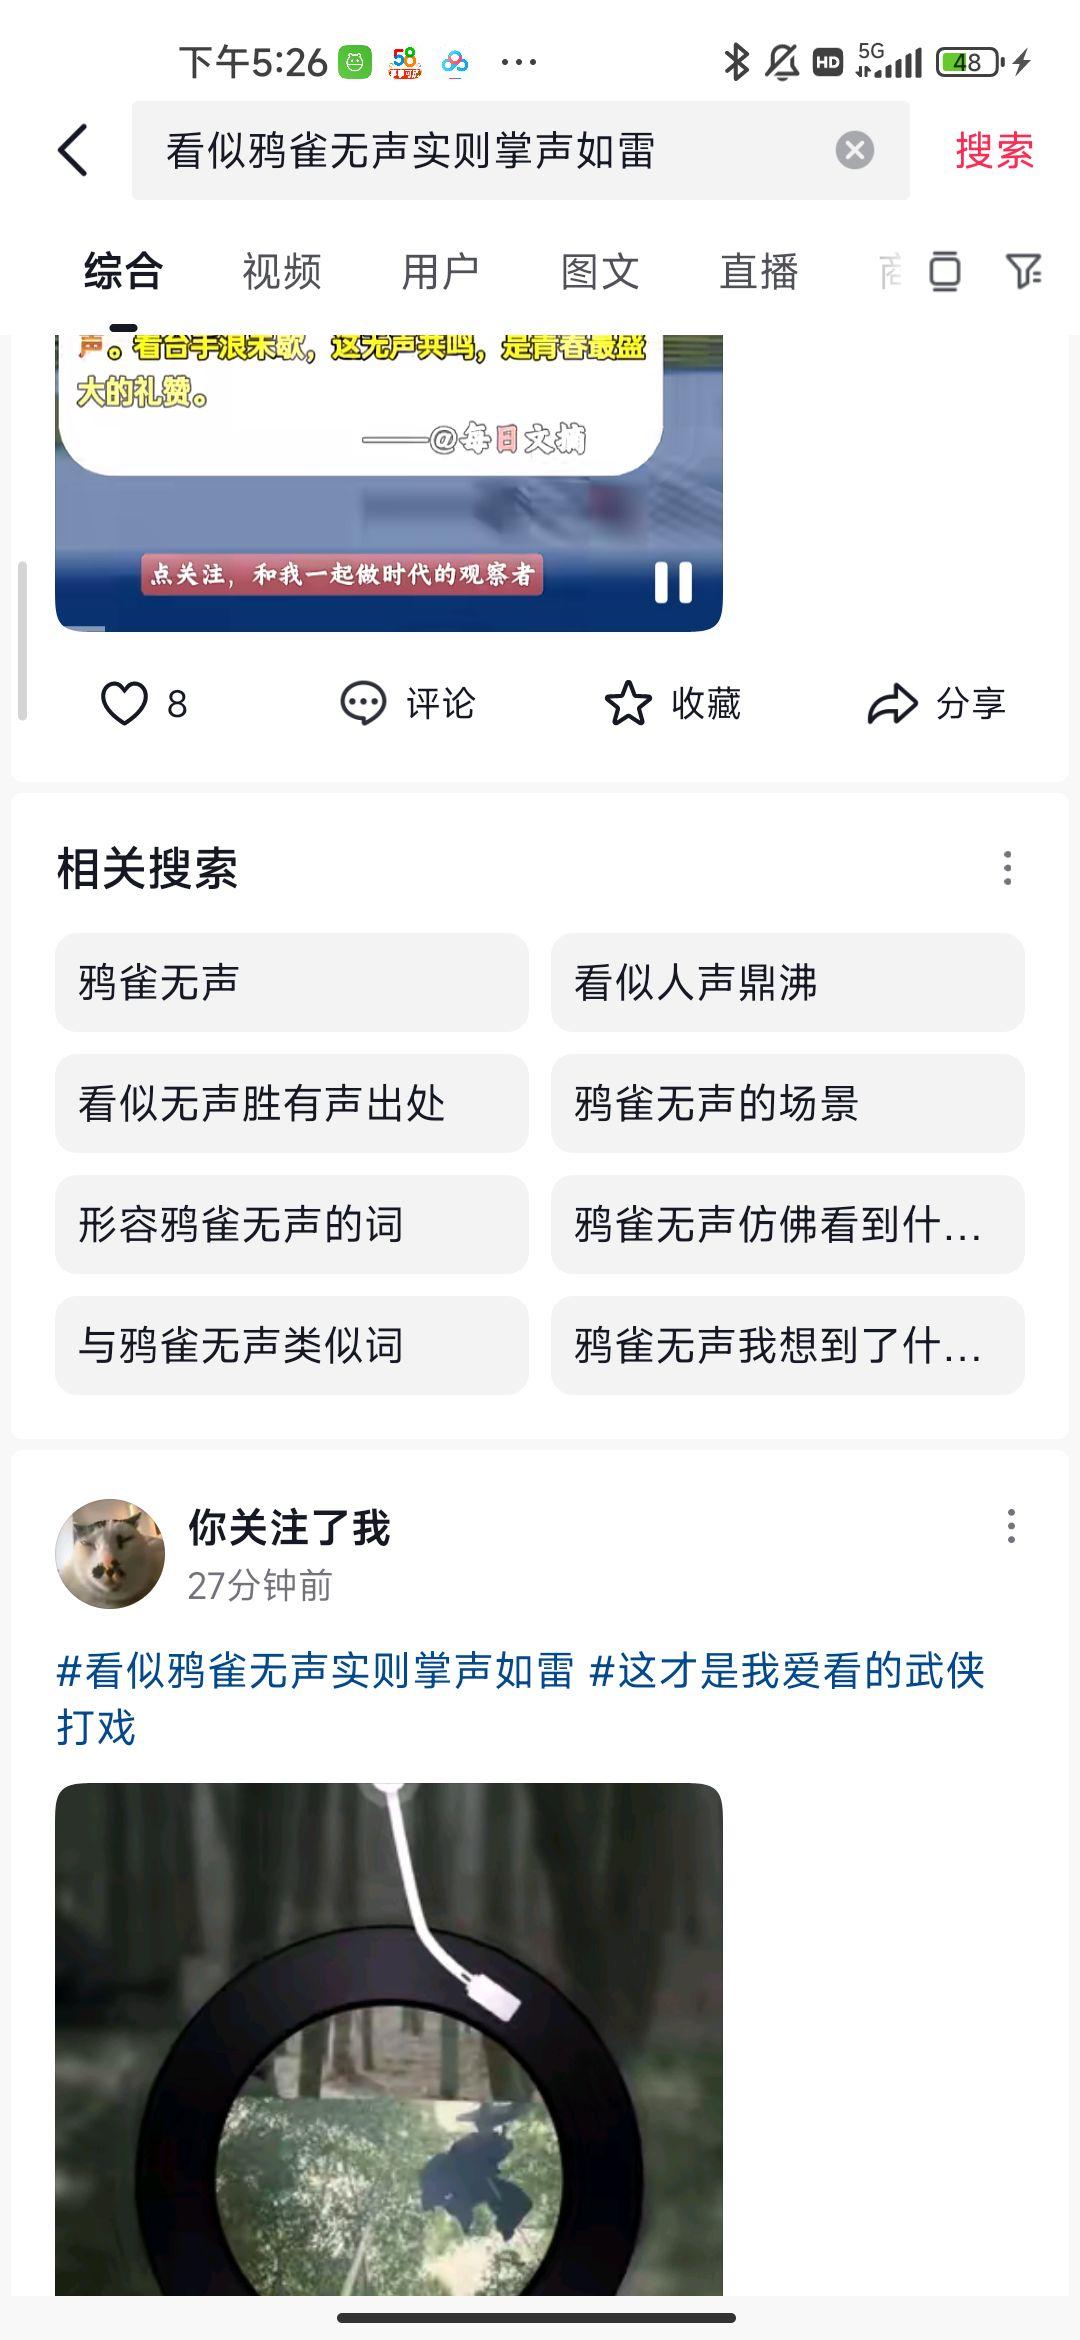 下午5:26
58
HD
5G
48
看似鸦雀无声实则掌声如雷
搜索
综合
视频
用户
图文
直播
声。看台手浪未歇，这无声共鸣，是青春最盛
大的礼赞。
——@每日文摘
点关注，和我一起做时代的观察者
8
评论
收藏
分享
相关搜索
鸦雀无声
看似人声鼎沸
看似无声胜有声出处
鸦雀无声的场景
形容鸦雀无声的词
鸦雀无声仿佛看到什...
与鸦雀无声类似词
鸦雀无声我想到了什...
你关注了我
27分钟前
#看似鸦雀无声实则掌声如雷 #这才是我爱看的武侠
打戏